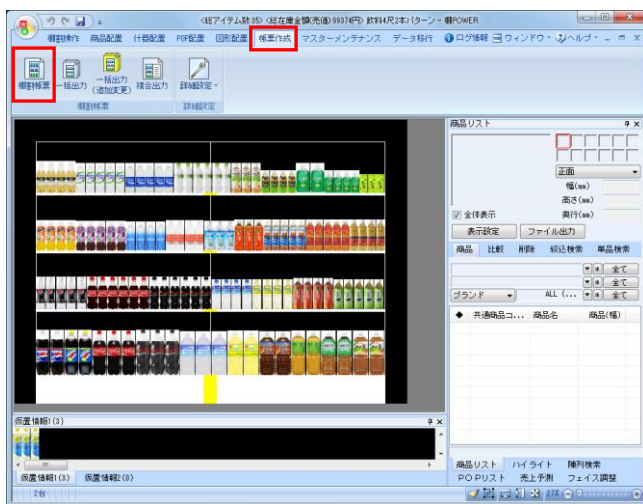 <総アイテム数:35> <総在庫金額(売価):99374円> 飲料4尺2本:パターン - 棚POWER
棚割動作 商品配置 什器配置 POP配置 図形配置 帳票作成 マスターメンテナンス データ移行 ログ情報 ウィンドウ ヘルプ
棚割帳票 一括出力 一括出力(追加変更) 複合出力 詳細設定
棚割帳票 詳細設定
商品リスト
正面
幅(mm)
高さ(mm)
全体表示 奥行(mm)
表示設定 ファイル出力
商品 比較 削除 絞込検索 単品検索
* 全て
* 全て
ブランド ALL (... * 全て
◆ 共通商品コ... 商品名 商品(幅)
仮置情報1(3)
仮置情報1(3) 仮置情報2(0)
商品リスト ハイライト 陳列検索
POPリスト 売上予測 フェイス調整
2台 27%